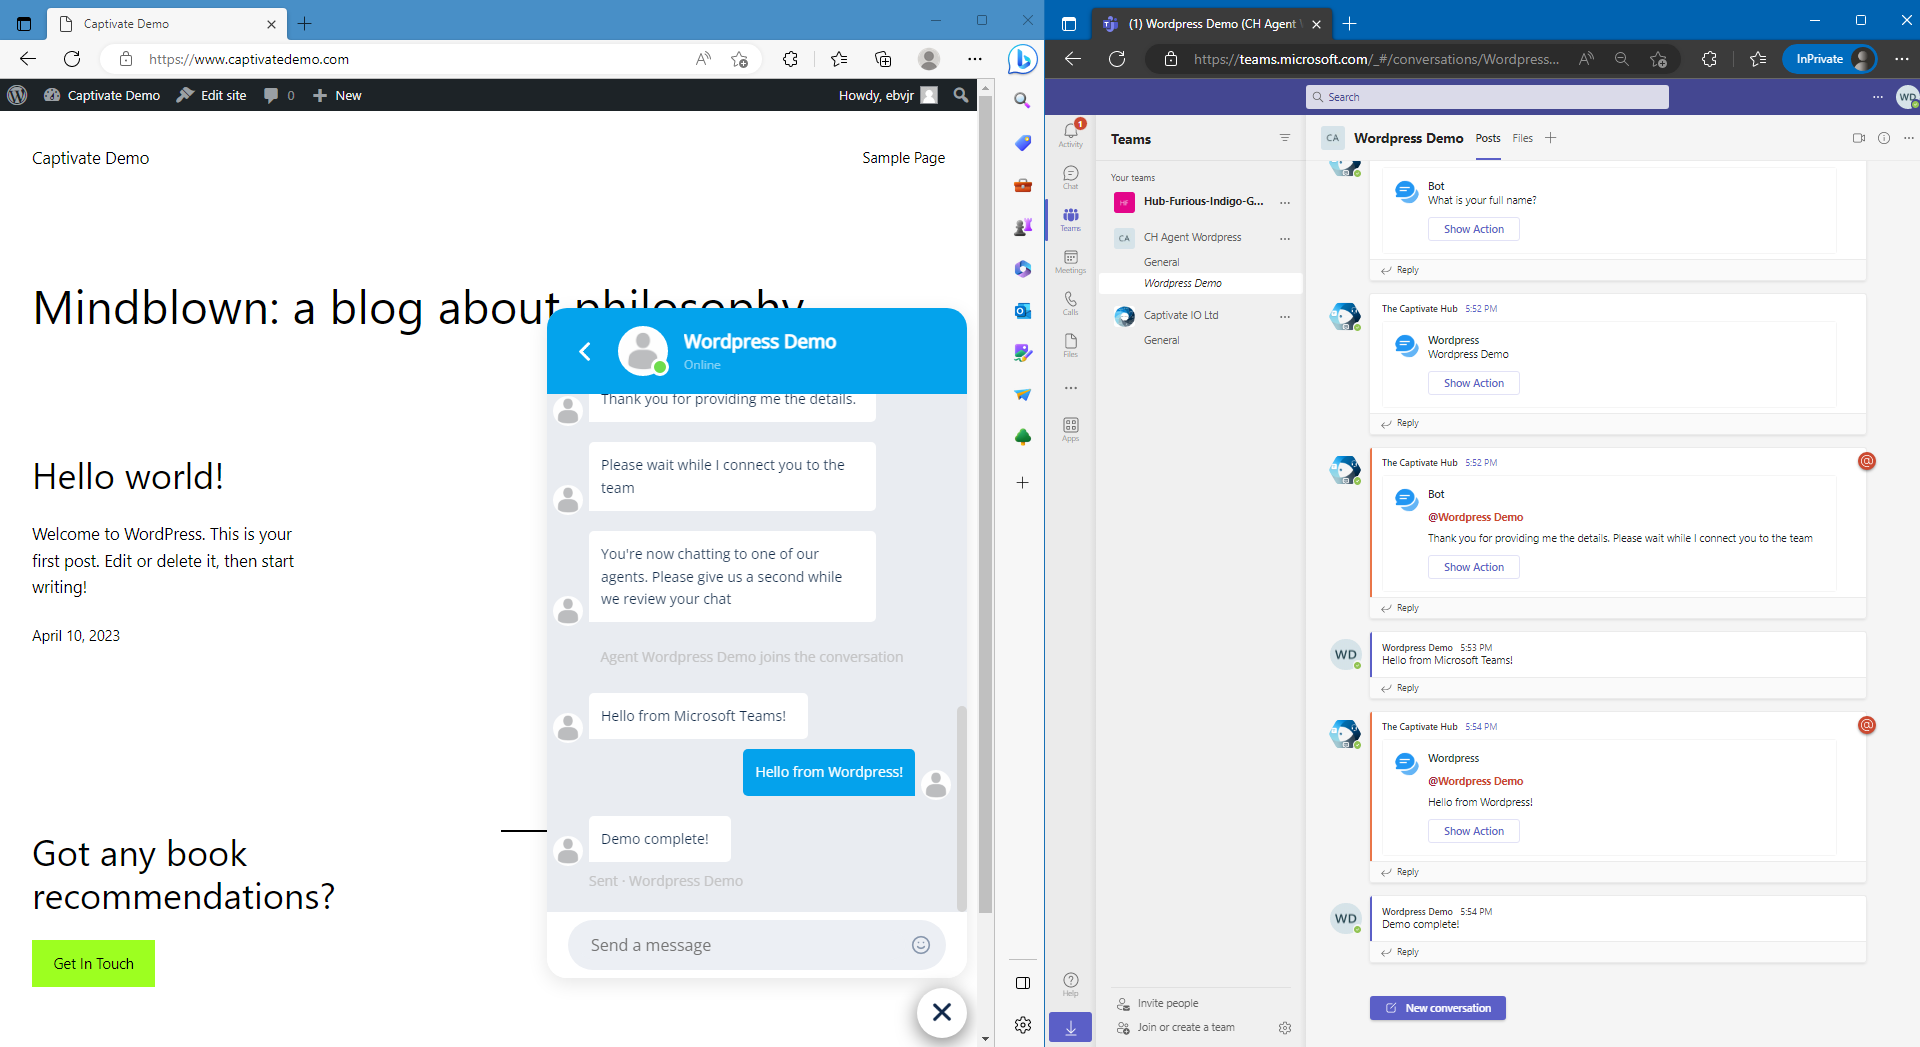 Captivate Demo
https://www.captivatedemo.com
Captivate Demo
Edit site
0
New
Howdy, ebvjr
Captivate Demo
Sample Page
Mindblown: a blog about philosophy
Hello world!
Welcome to WordPress. This is your
first post. Edit or delete it, then start
writing!
April 10, 2023
Got any book
recommendations?
Get In Touch
Wordpress Demo
Online
Thank you for providing me the details.
Please wait while I connect you to the
team
You're now chatting to one of our
agents. Please give us a second while
we review your chat
Agent Wordpress Demo joins the conversation
Hello from Microsoft Teams!
Hello from Wordpress!
Demo complete!
Sent · Wordpress Demo
Send a message
(1) Wordpress Demo (CH Agent
https://teams.microsoft.com/_#/conversations/Wordpress...
InPrivate
Search
WD
1
Activity
Chat
Teams
Meetings
Calls
Files
Apps
Help
Teams
Your teams
HF
Hub-Furious-Indigo-G...
CA
CH Agent Wordpress
General
Wordpress Demo
Captivate IO Ltd
General
Invite people
Join or create a team
CA
Wordpress Demo
Posts
Files
Bot
What is your full name?
Show Action
Reply
The Captivate Hub 5:52 PM
Wordpress
Wordpress Demo
Show Action
Reply
The Captivate Hub 5:52 PM
@
Bot
@Wordpress Demo
Thank you for providing me the details. Please wait while I connect you to the team
Show Action
Reply
WD
Wordpress Demo 5:53 PM
Hello from Microsoft Teams!
Reply
The Captivate Hub 5:54 PM
@
Wordpress
@Wordpress Demo
Hello from Wordpress!
Show Action
Reply
WD
Wordpress Demo 5:54 PM
Demo complete!
Reply
New conversation